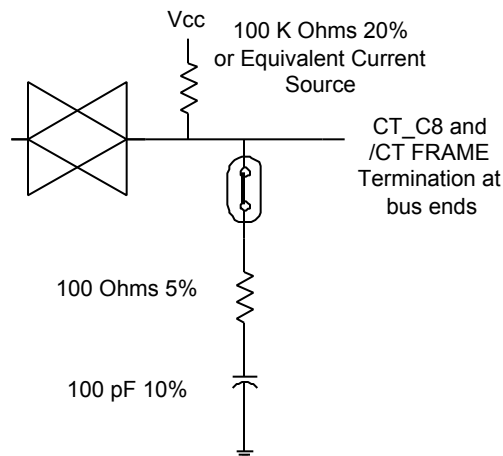 Vcc
100 K Ohms 20%
or Equivalent Current
Source
CT_C8 and
/CT FRAME
Termination at
bus ends
100 Ohms 5%
100 pF 10%